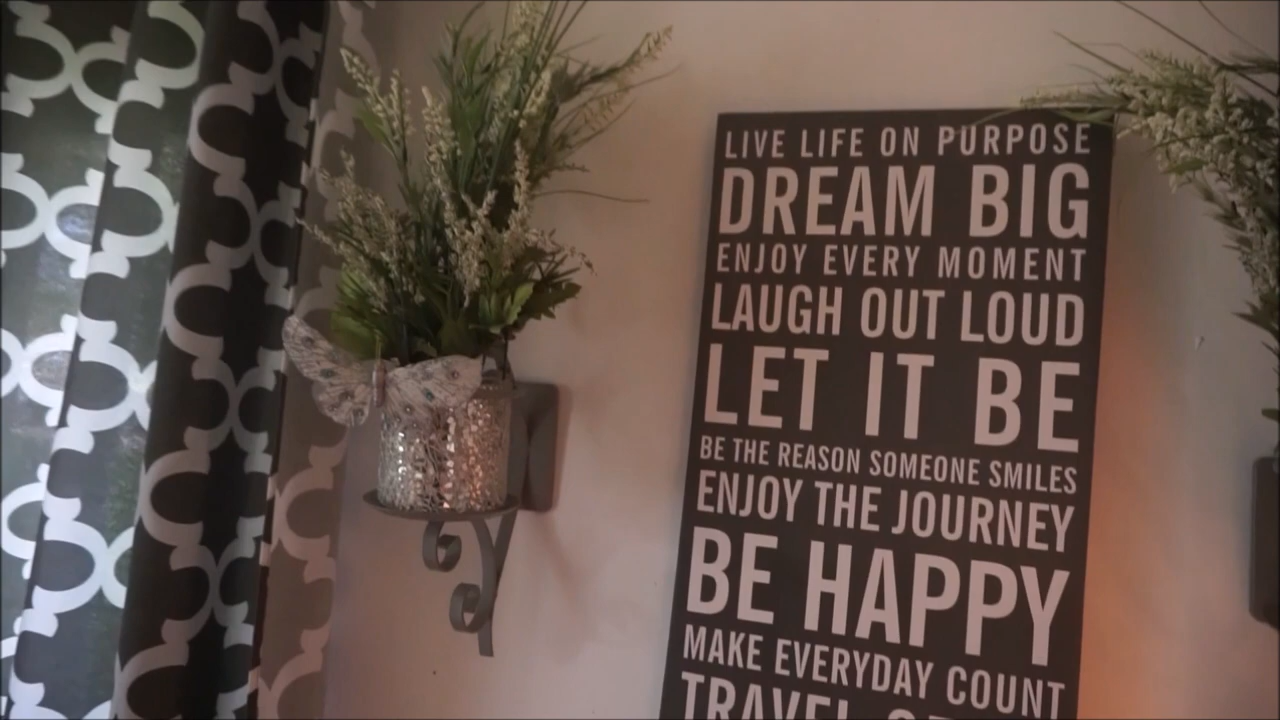 LIVE LIFE ON PURPOSE
DREAM BIG
ENJOY EVERY MOMENT
LAUGH OUT LOUD
LET IT BE
BE THE REASON SOMEONE SMILES
ENJOY THE JOURNEY
BE HAPPY
MAKE EVERYDAY COUNT
TRAVEL